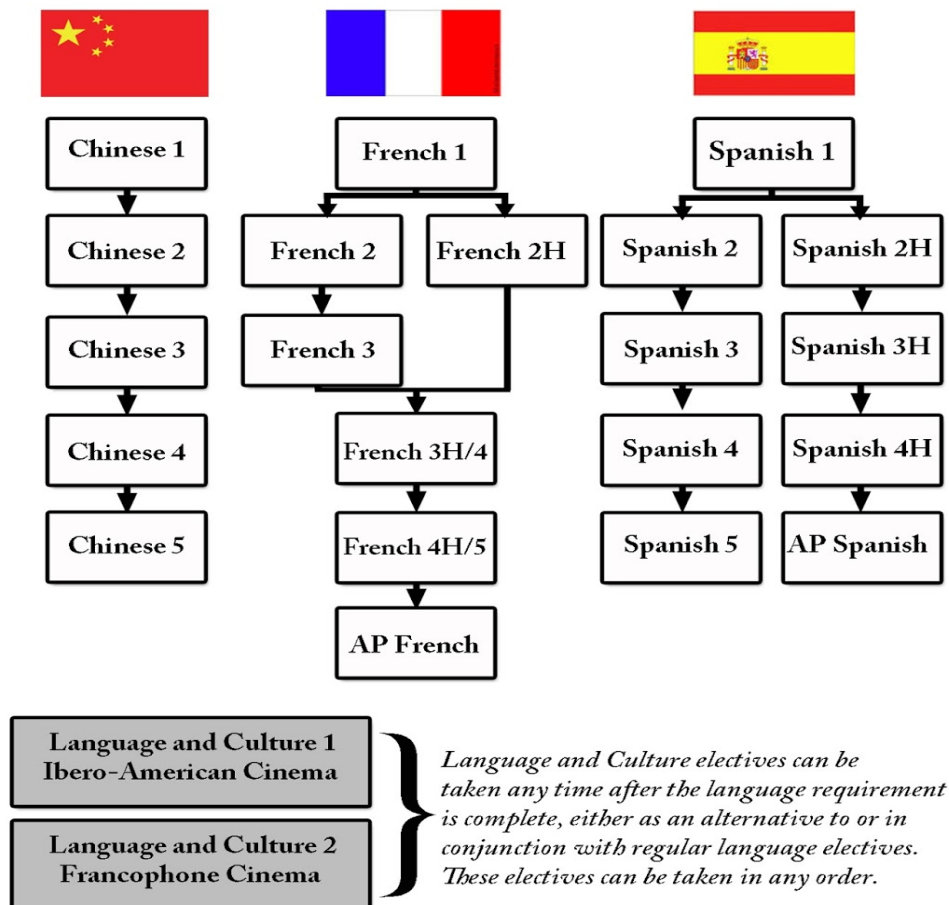 Chinese 1
Chinese 2
Chinese 3
Chinese 4
Chinese 5
French 1
French 2
French 2H
French 3
French 3H/4
French 4H/5
AP French
Spanish 1
Spanish 2
Spanish 2H
Spanish 3
Spanish 3H
Spanish 4
Spanish 4H
Spanish 5
AP Spanish
Language and Culture 1
Ibero-American Cinema
Language and Culture 2
Francophone Cinema
Language and Culture electives can be
taken any time after the language requirement
is complete, either as an alternative to or in
conjunction with regular language electives.
These electives can be taken in any order.